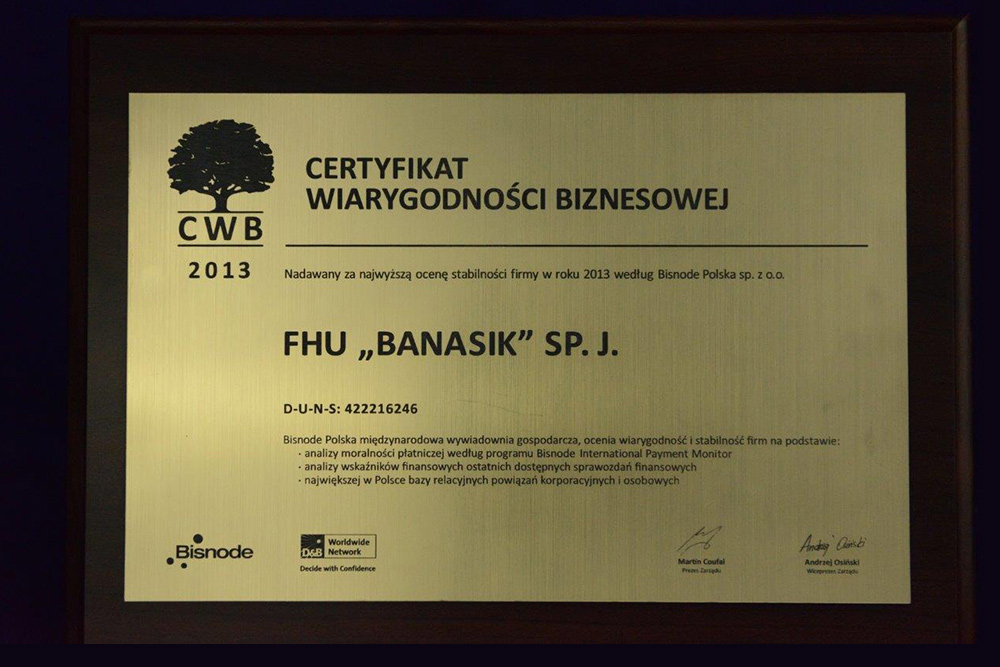 CWB
2013
CERTYFIKAT
WIARYGODNOŚCI BIZNESOWEJ
Nadawany za najwyższą ocenę stabilności firmy w roku 2013 według Bisnode Polska sp. z o.o.
FHU „BANASIK” SP. J.
D-U-N-S: 422216246
Bisnode Polska międzynarodowa wywiadownia gospodarcza, ocenia wiarygodność i stabilność firm na podstawie:
· analizy moralności płatniczej według programu Bisnode International Payment Monitor
· analizy wskaźników finansowych ostatnich dostępnych sprawozdań finansowych
· największej w Polsce bazy relacyjnych powiązań korporacyjnych i osobowych
Bisnode
D&B Worldwide
Network
Decide with Confidence
Martin Coufal
Prezes Zarządu
Andrzej Osiński
Andrzej Osiński
Wiceprezes Zarządu